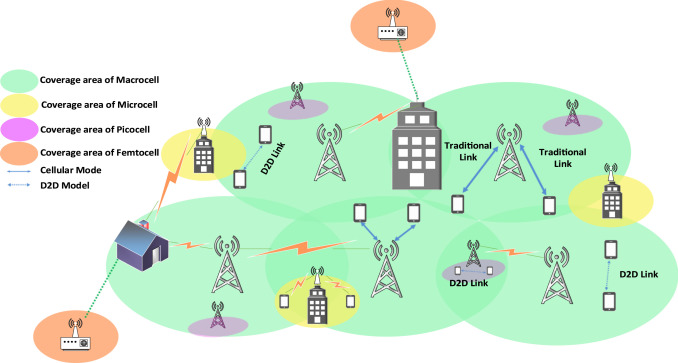 Coverage area of Macrocell
Coverage area of Microcell
Coverage area of Picocell
Coverage area of Femtocell
Cellular Mode
D2D Model
D2D Link
Traditional
Link
Traditional
Link
D2D Link
D2D Link